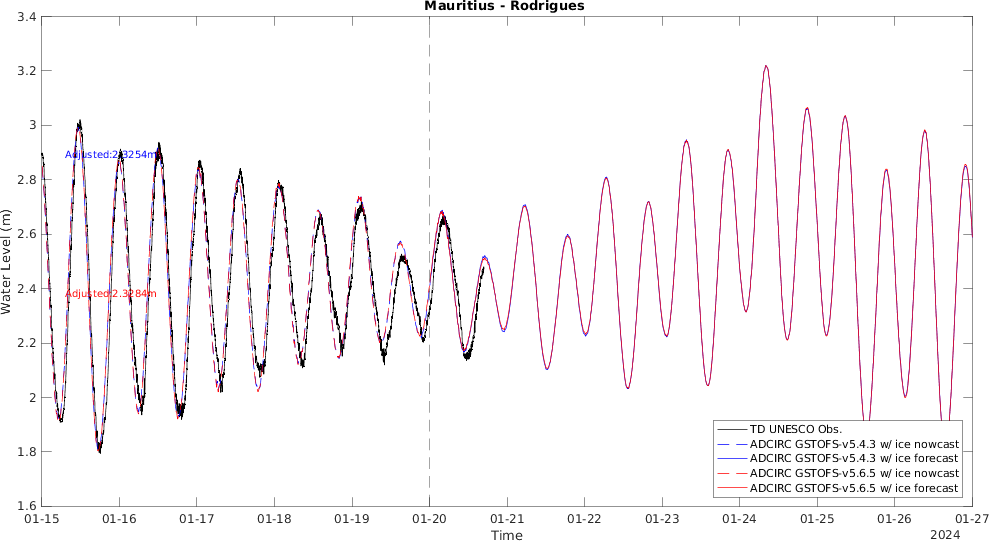 Mauritius - Rodrigues
3.4
3.2
3
2.8
2.6
2.4
2.2
2
1.8
1.6
Water Level (m)
Adjusted:2.3254m
Adjusted:2.3284m
TD UNESCO Obs.
ADCIRC GSTOFS-v5.4.3 w/ ice nowcast
ADCIRC GSTOFS-v5.4.3 w/ ice forecast
ADCIRC GSTOFS-v5.6.5 w/ ice nowcast
ADCIRC GSTOFS-v5.6.5 w/ ice forecast
01-15 01-16 01-17 01-18 01-19 01-20 01-21 01-22 01-23 01-24 01-25 01-26 01-27
Time
2024